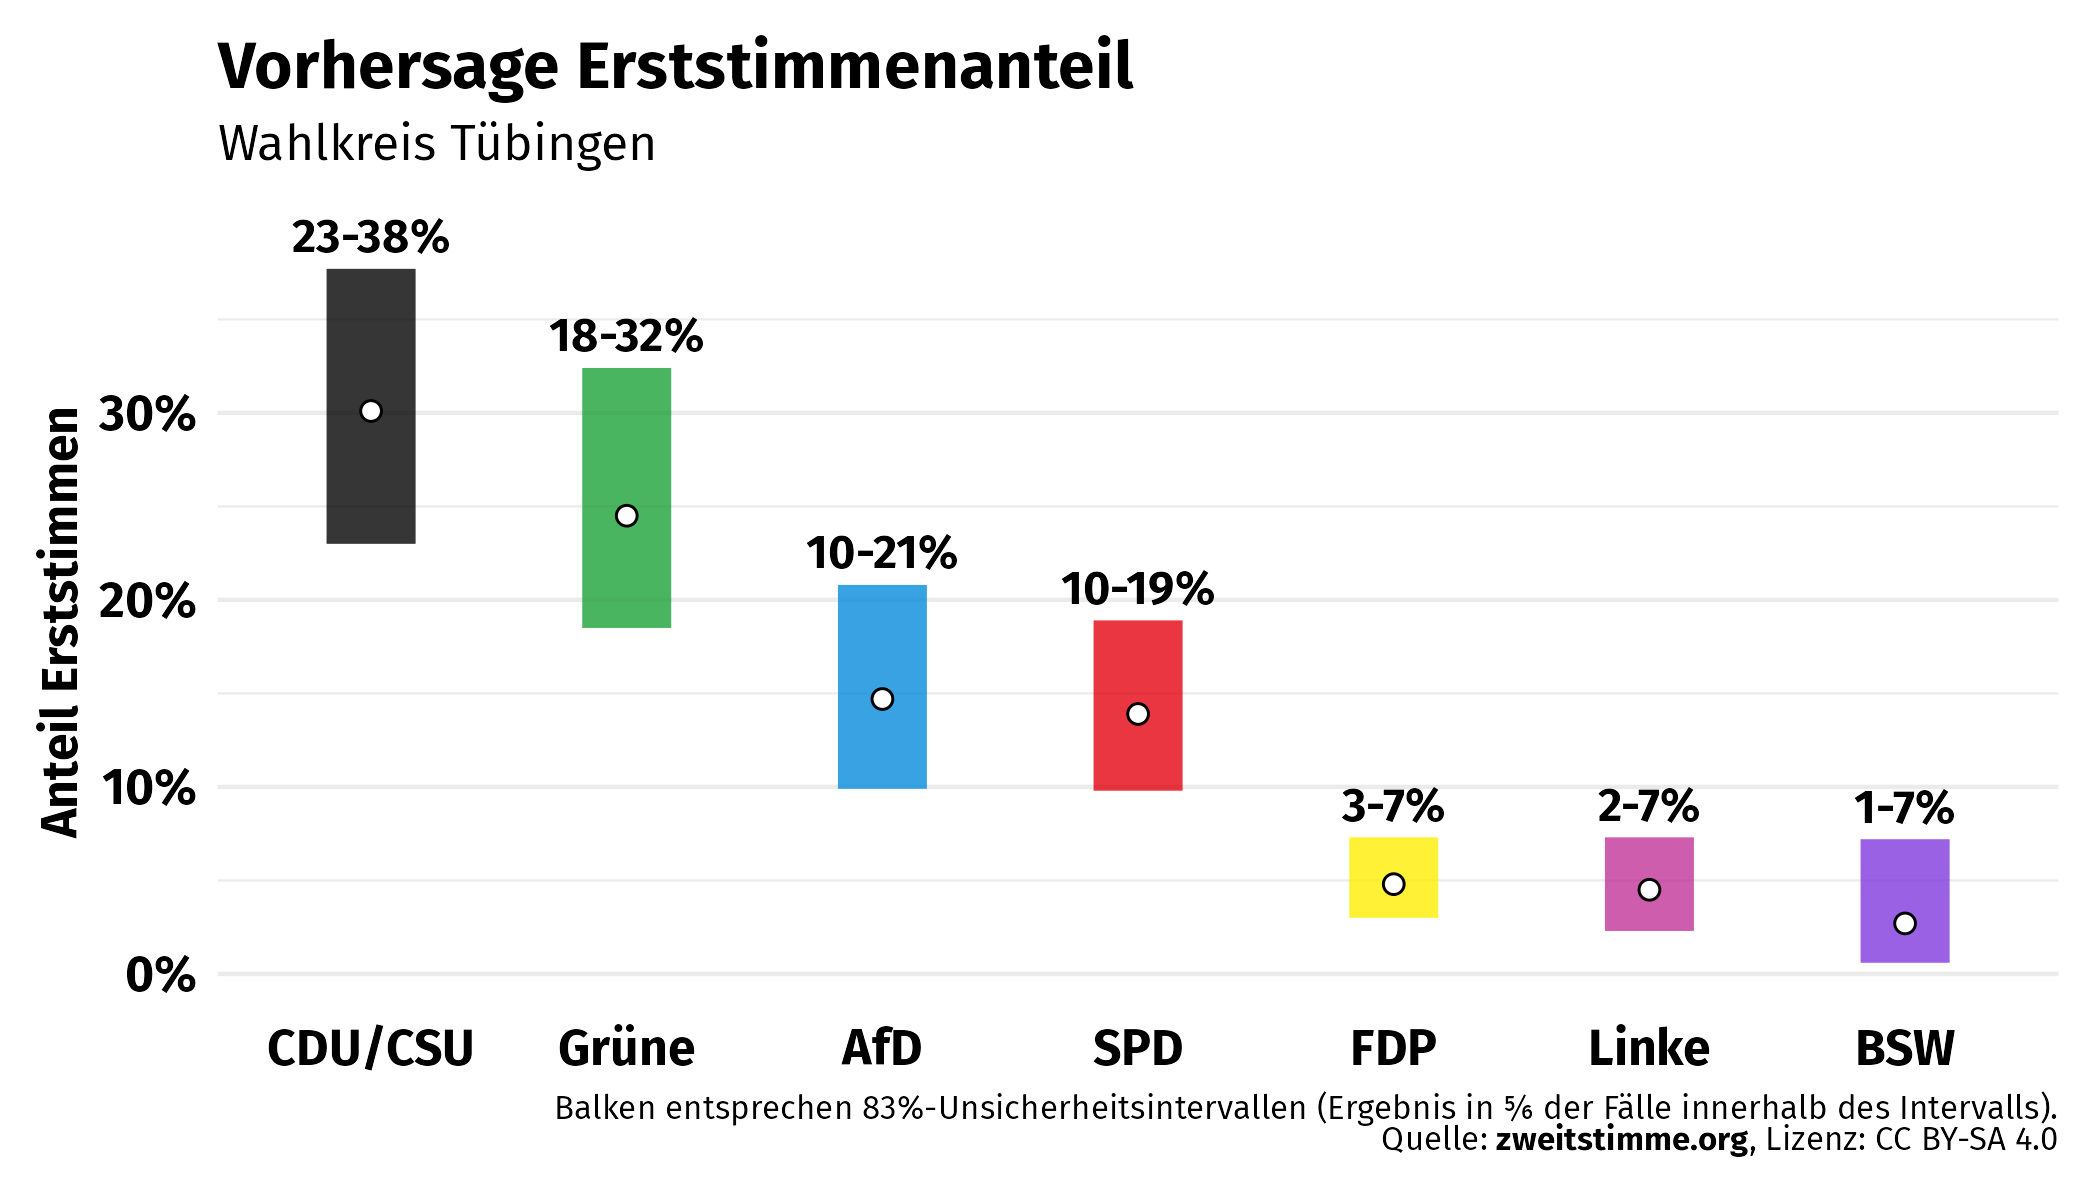 Vorhersage Erststimmenanteil
Wahlkreis Tübingen
23-38%
18-32%
10-21%
10-19%
3-7%
2-7%
1-7%
Anteil Erststimmen
30%
20%
10%
0%
CDU/CSU Grüne AfD SPD FDP Linke BSW
Balken entsprechen 83%-Unsicherheitsintervallen (Ergebnis in ⅚ der Fälle innerhalb des Intervalls).
Quelle: zweitstimme.org, Lizenz: CC BY-SA 4.0